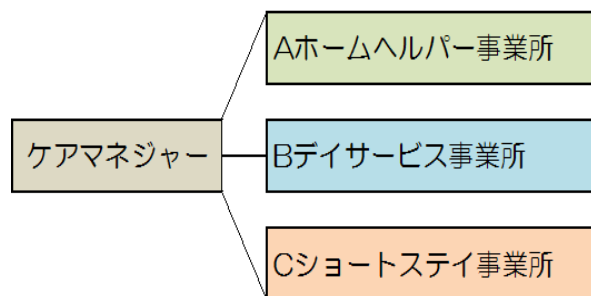 Aホームヘルパー事業所
ケアマネジャー
Bデイサービス事業所
Cショートステイ事業所